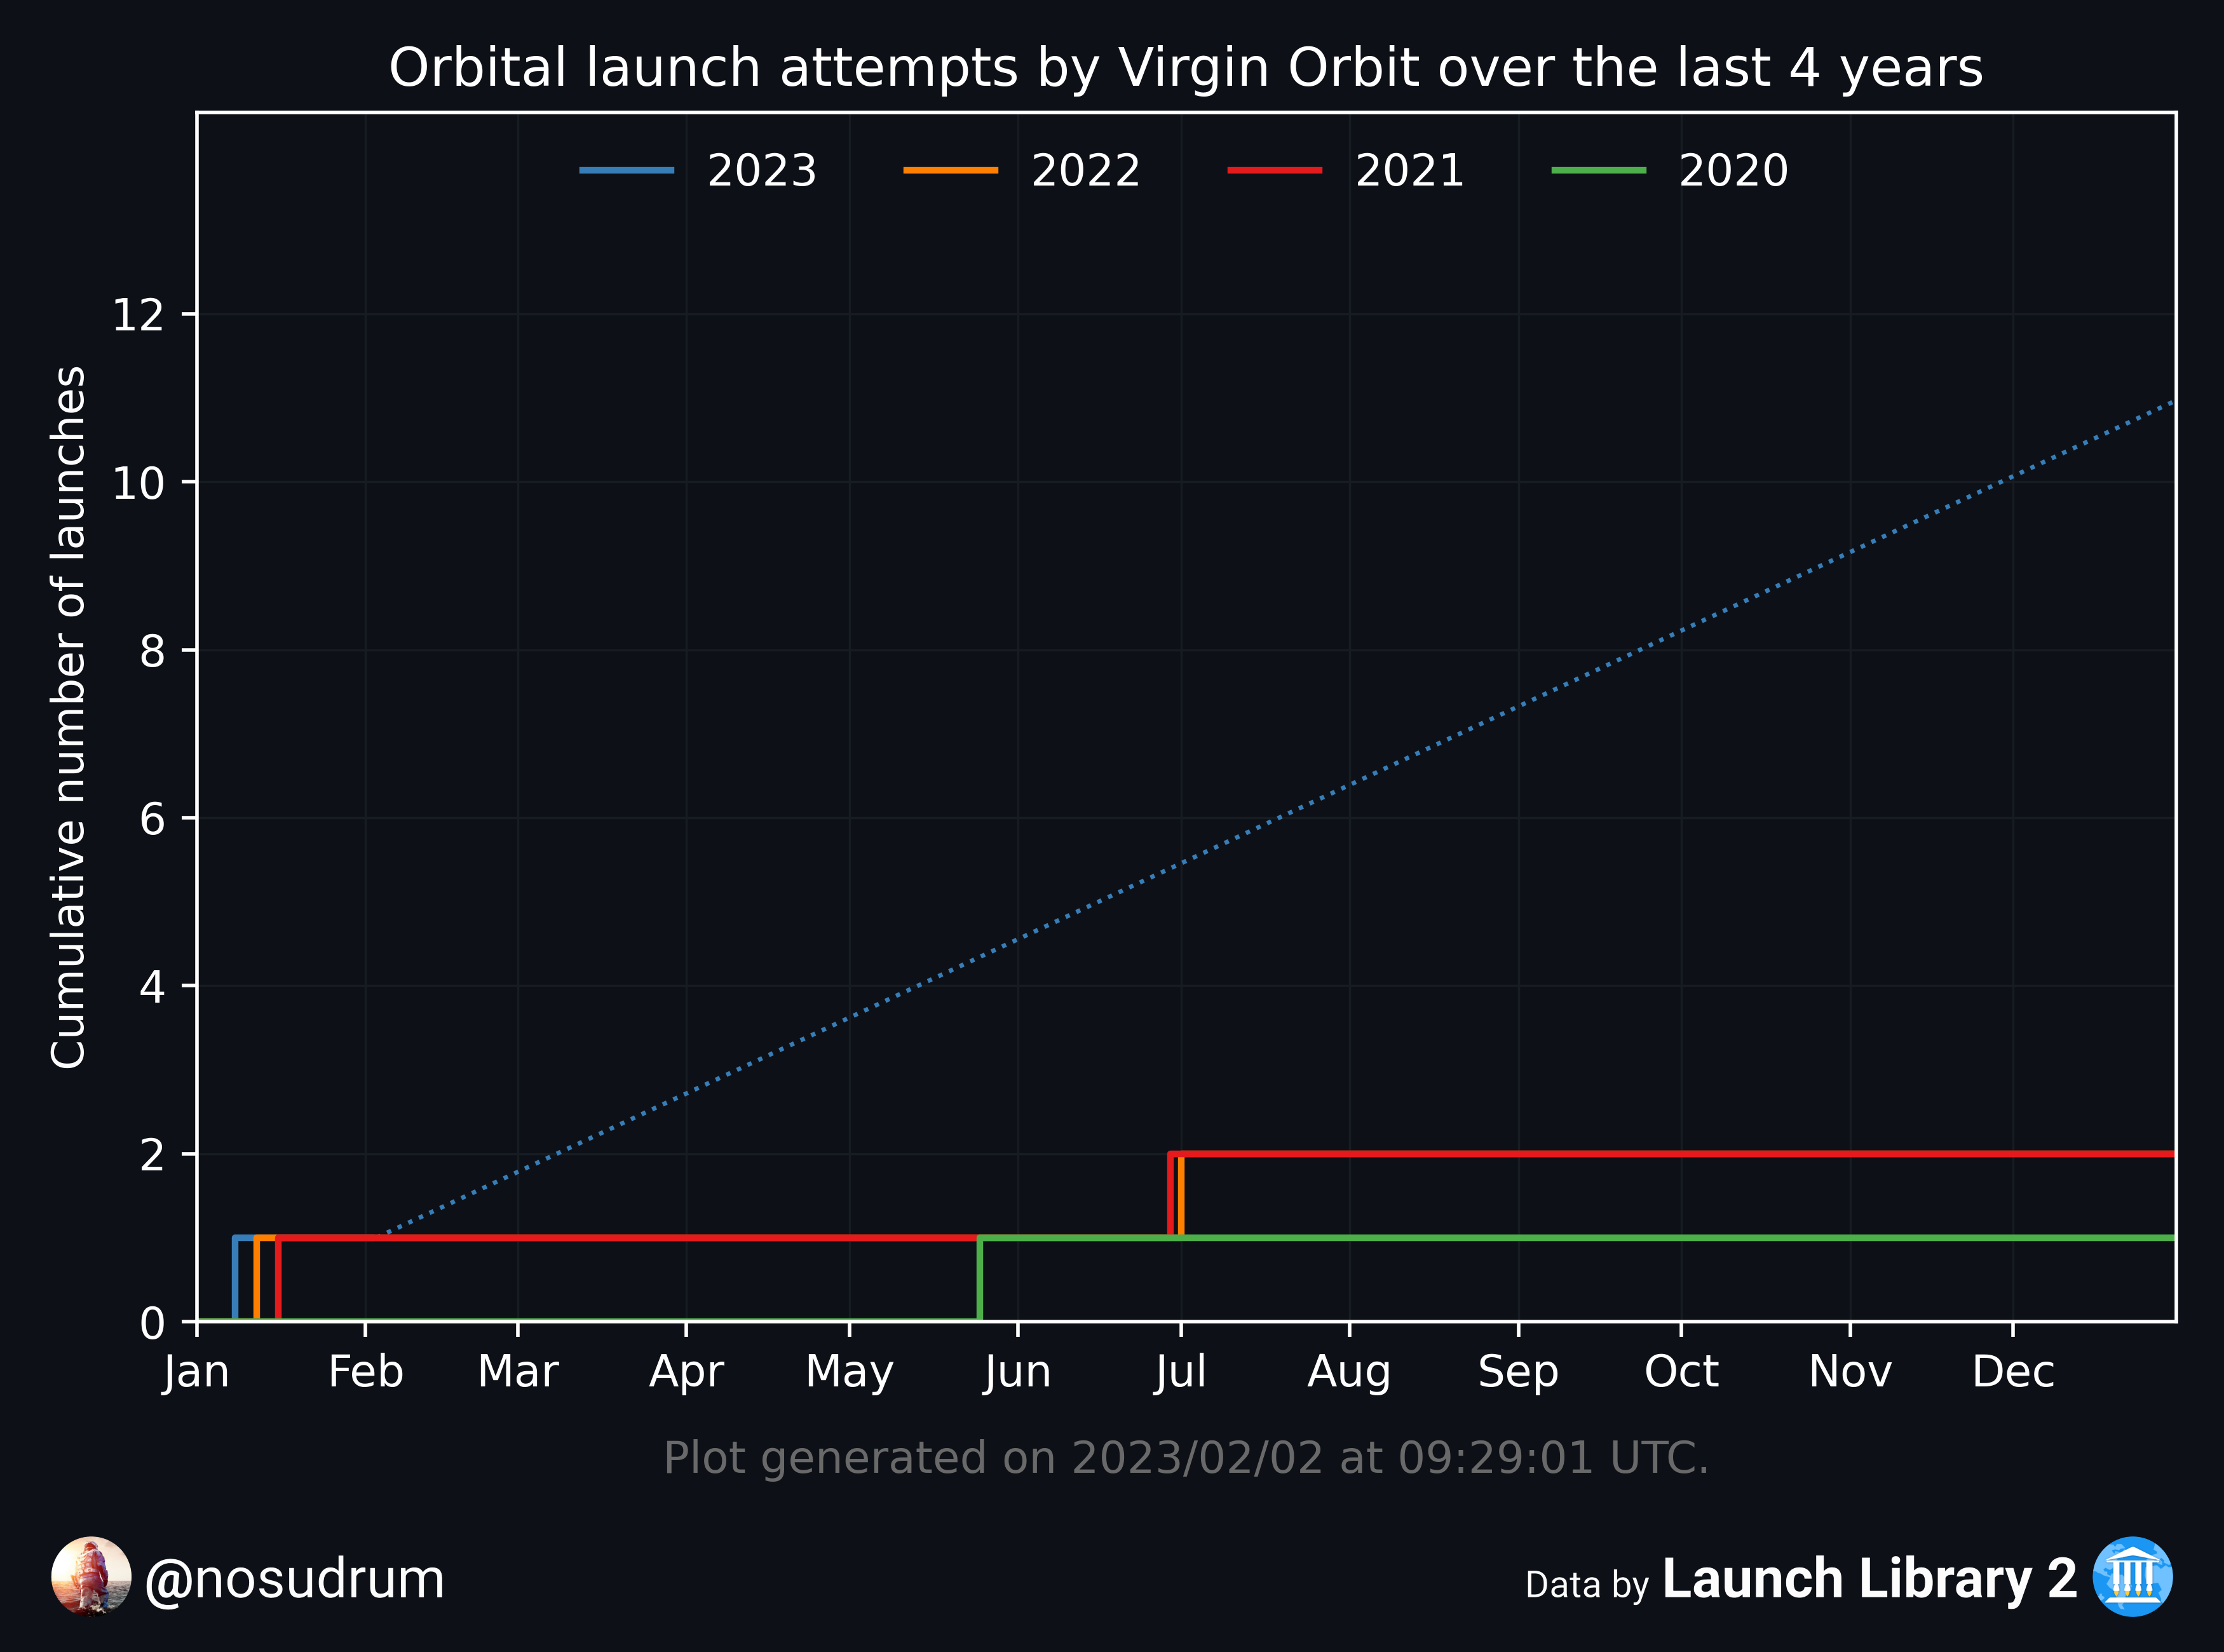 Orbital launch attempts by Virgin Orbit over the last 4 years
2023 2022 2021 2020
Cumulative number of launches
12
10
8
6
4
2
0
Jan Feb Mar Apr May Jun Jul Aug Sep Oct Nov Dec
Plot generated on 2023/02/02 at 09:29:01 UTC.
@nosudrum
Data by Launch Library 2